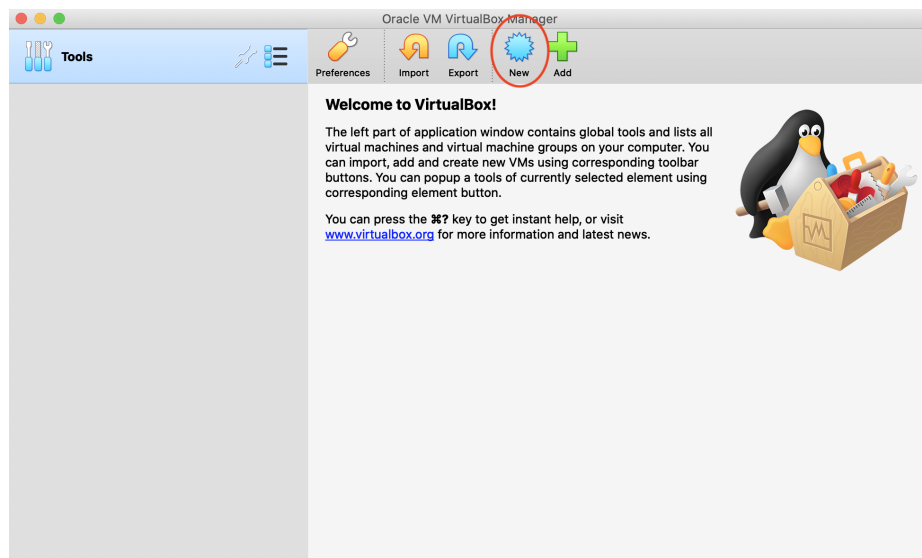 Oracle VM VirtualBox Manager
Tools
Preferences
Import
Export
New
Add
Welcome to VirtualBox!
The left part of application window contains global tools and lists all
virtual machines and virtual machine groups on your computer. You
can import, add and create new VMs using corresponding toolbar
buttons. You can popup a tools of currently selected element using
corresponding element button.
You can press the ⌘? key to get instant help, or visit
www.virtualbox.org for more information and latest news.